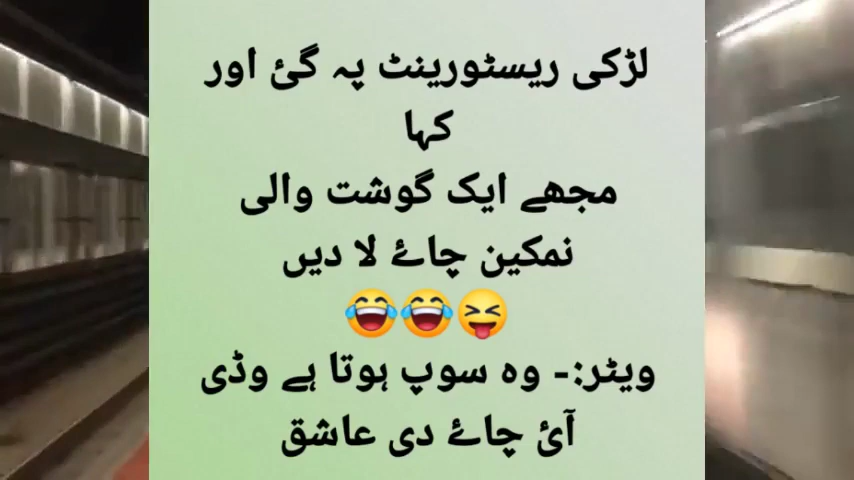 لڑکی ریسٹورینٹ پہ گئ اور
کہا
مجھے ایک گوشت والی
نمکین چائے لا دیں
😂😂😝
ویٹر:- وہ سوپ ہوتا ہے وڈی
آئ چائے دی عاشق